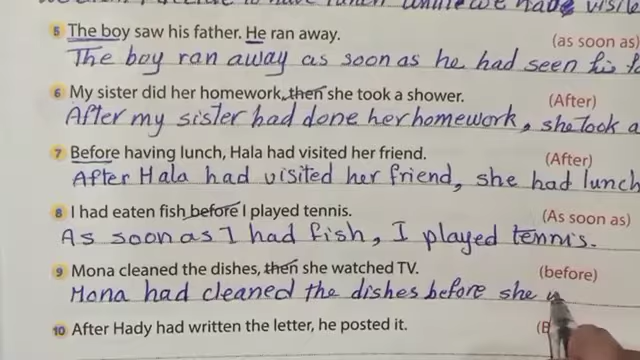 5 The boy saw his father. He ran away. (as soon as)
The boy ran away as soon as he had seen his
6 My sister did her homework, then she took a shower. (After)
After my sister had done her homework, she took a
7 Before having lunch, Hala had visited her friend. (After)
After Hala had visited her friend, she had lunch
8 I had eaten fish before I played tennis. (As soon as)
As soon as I had fish, I played tennis.
9 Mona cleaned the dishes, then she watched TV. (before)
Mona had cleaned the dishes before she
10 After Hady had written the letter, he posted it.